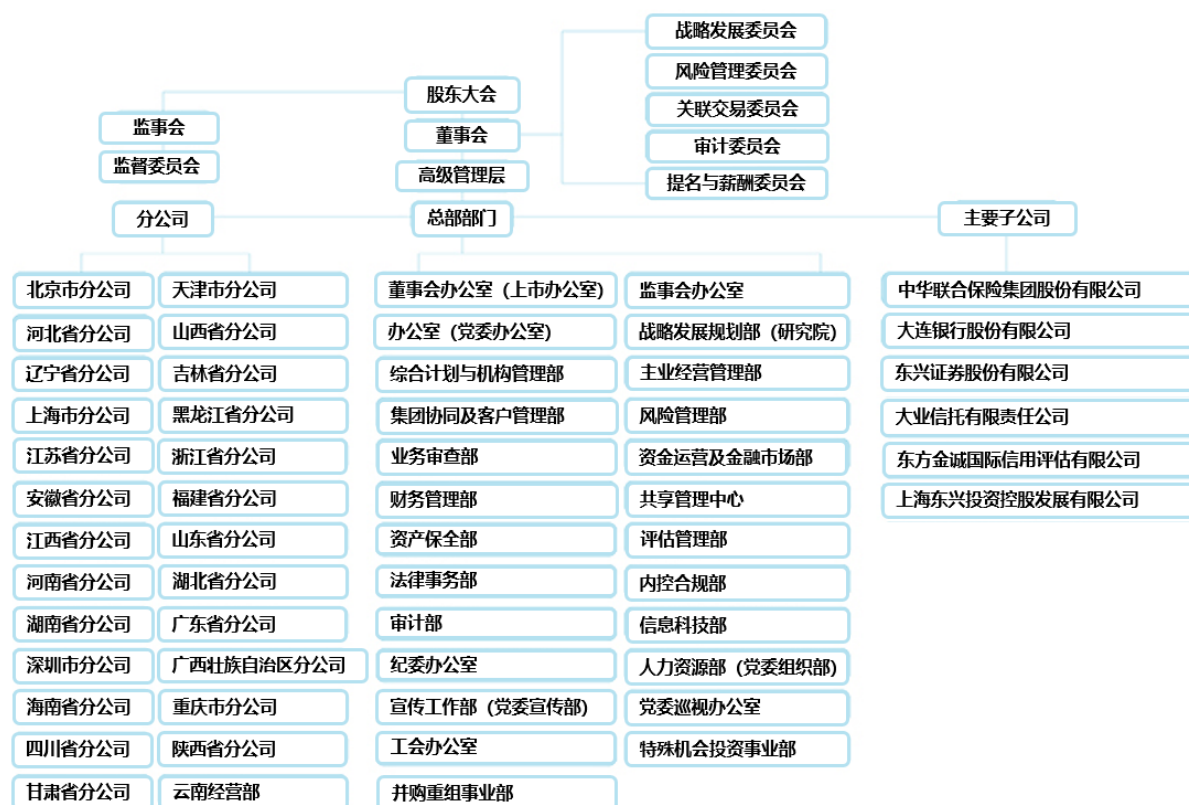 战略发展委员会
风险管理委员会
股东大会
关联交易委员会
监事会
董事会
审计委员会
监督委员会
高级管理层
提名与薪酬委员会
分公司
总部部门
主要子公司
北京市分公司
天津市分公司
董事会办公室（上市办公室）
监事会办公室
中华联合保险集团股份有限公司
河北省分公司
山西省分公司
办公室（党委办公室）
战略发展规划部（研究院）
大连银行股份有限公司
辽宁省分公司
吉林省分公司
综合计划与机构管理部
主业经营管理部
东兴证券股份有限公司
上海市分公司
黑龙江省分公司
集团协同及客户管理部
风险管理部
大业信托有限责任公司
江苏省分公司
浙江省分公司
业务审查部
资金运营及金融市场部
东方金诚国际信用评估有限公司
安徽省分公司
福建省分公司
财务管理部
共享管理中心
上海东兴投资控股发展有限公司
江西省分公司
山东省分公司
资产保全部
评估管理部
河南省分公司
湖北省分公司
法律事务部
内控合规部
湖南省分公司
广东省分公司
审计部
信息科技部
深圳市分公司
广西壮族自治区分公司
纪委办公室
人力资源部（党委组织部）
海南省分公司
重庆市分公司
宣传工作部（党委宣传部）
党委巡视办公室
四川省分公司
陕西省分公司
工会办公室
特殊机会投资事业部
甘肃省分公司
云南经营部
并购重组事业部